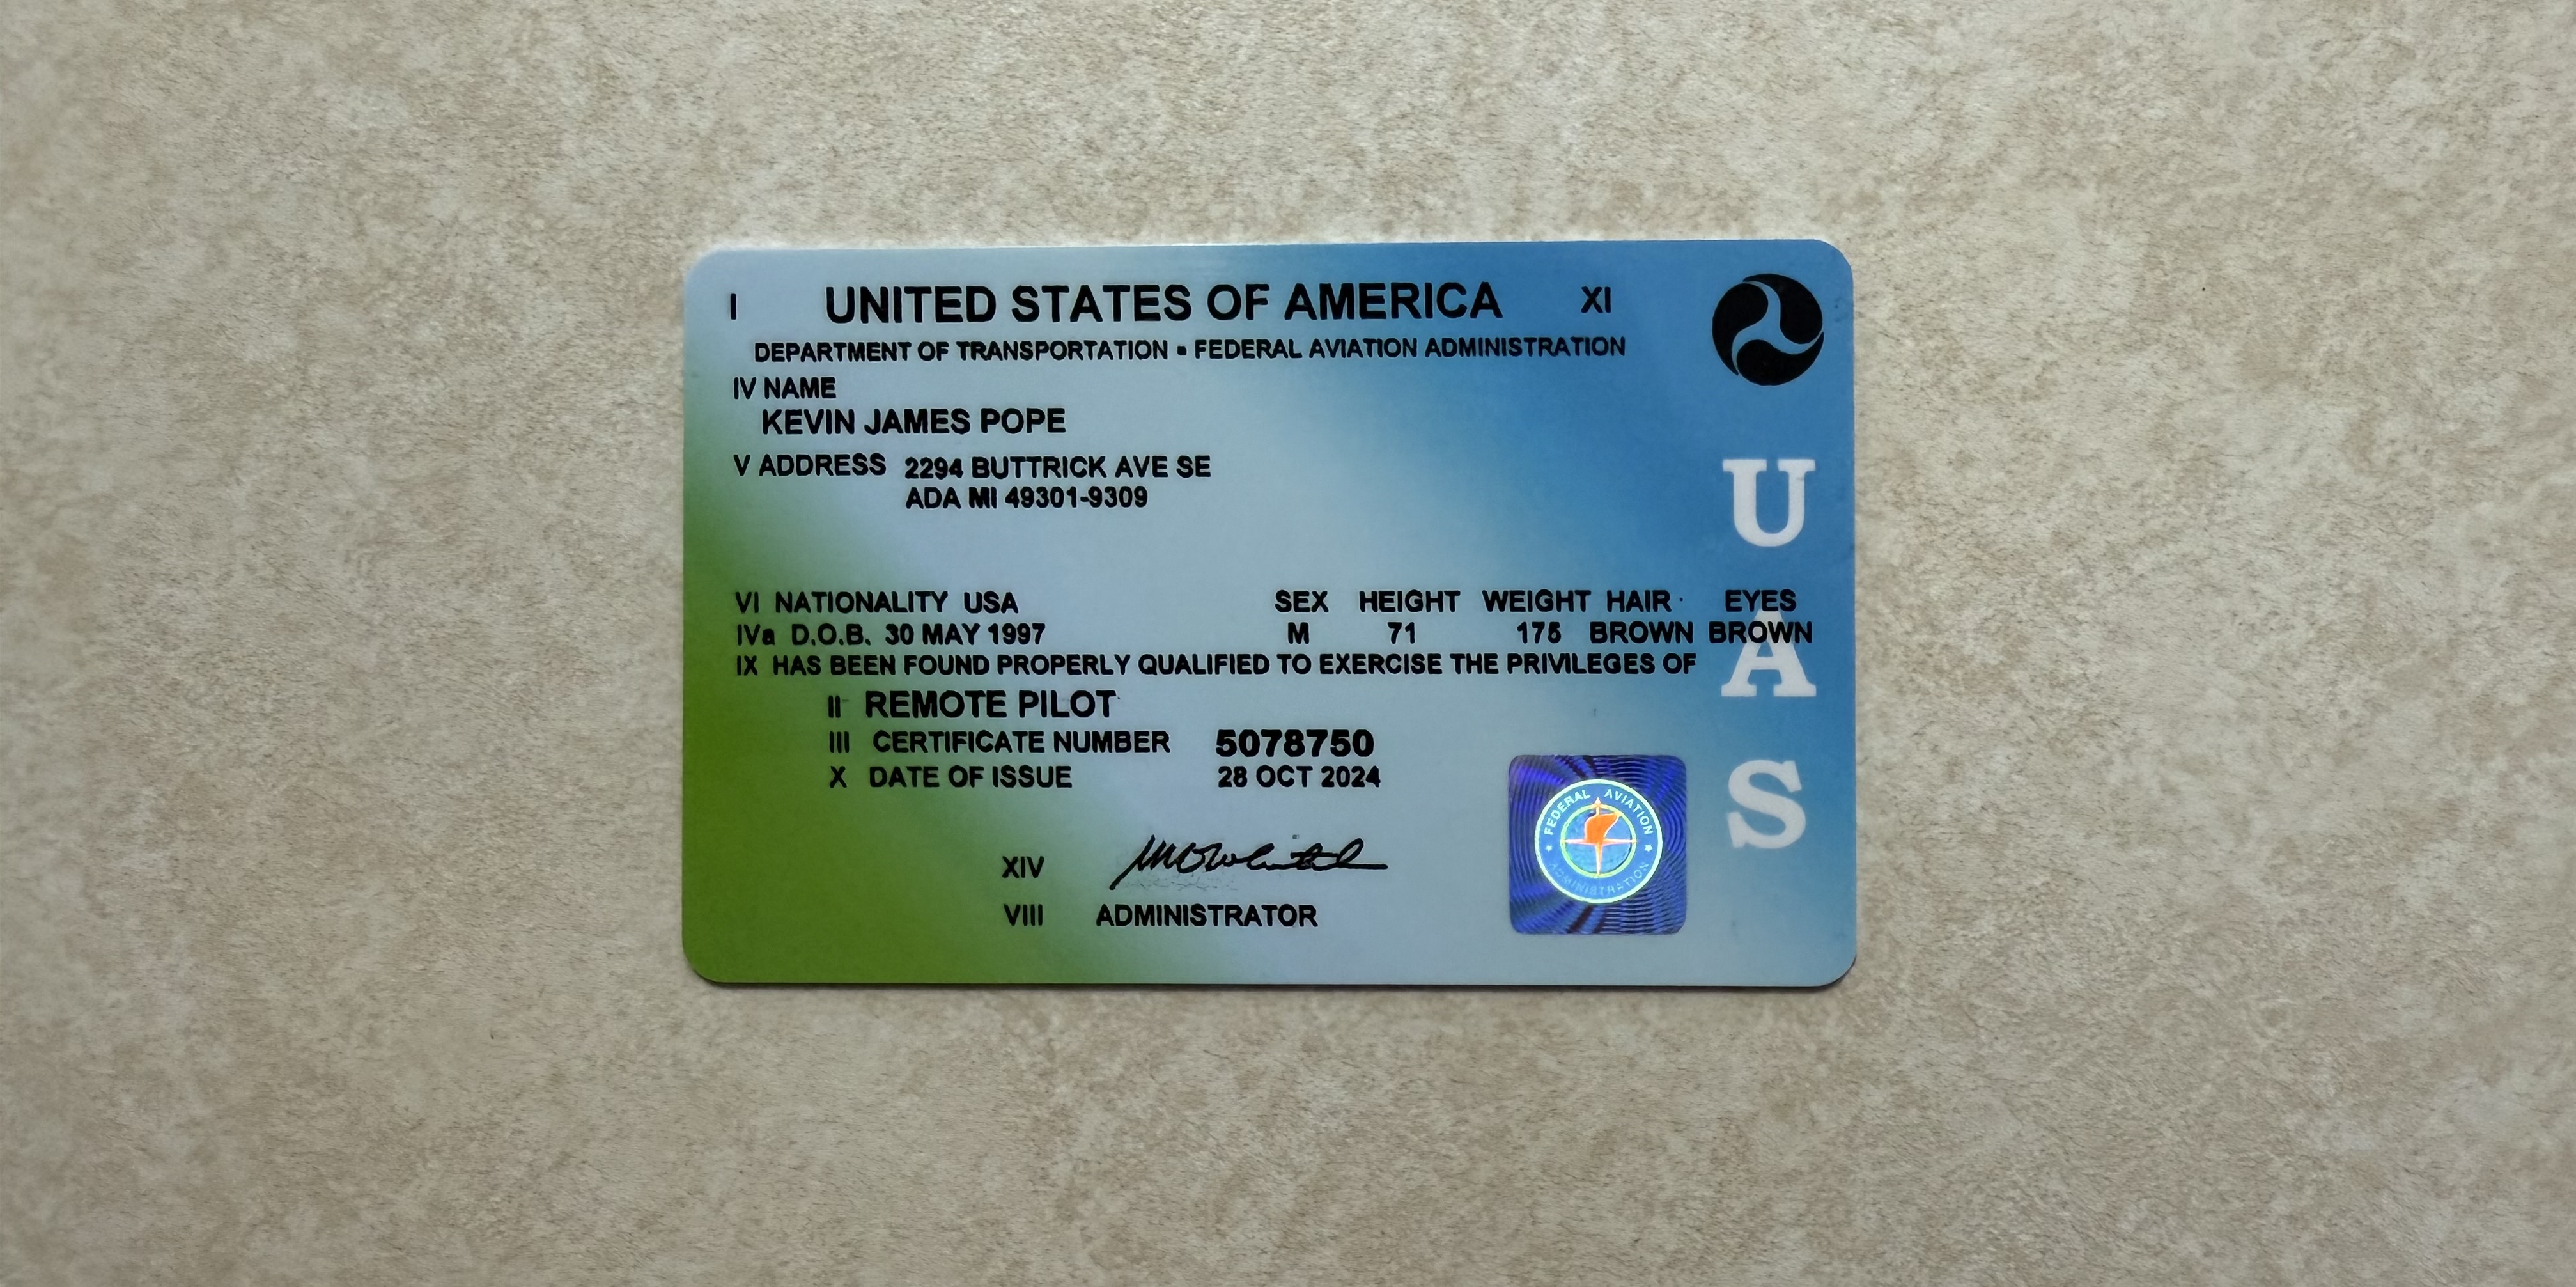 I UNITED STATES OF AMERICA XI
DEPARTMENT OF TRANSPORTATION ▪ FEDERAL AVIATION ADMINISTRATION
IV NAME
KEVIN JAMES POPE
V ADDRESS 2294 BUTTRICK AVE SE
ADA MI 49301-9309
VI NATIONALITY USA SEX HEIGHT WEIGHT HAIR EYES
IVa D.O.B. 30 MAY 1997 M 71 175 BROWN BROWN
IX HAS BEEN FOUND PROPERLY QUALIFIED TO EXERCISE THE PRIVILEGES OF
II REMOTE PILOT
III CERTIFICATE NUMBER 5078750
X DATE OF ISSUE 28 OCT 2024
XIV
VIII ADMINISTRATOR
FEDERAL AVIATION ADMINISTRATION
U
A
S